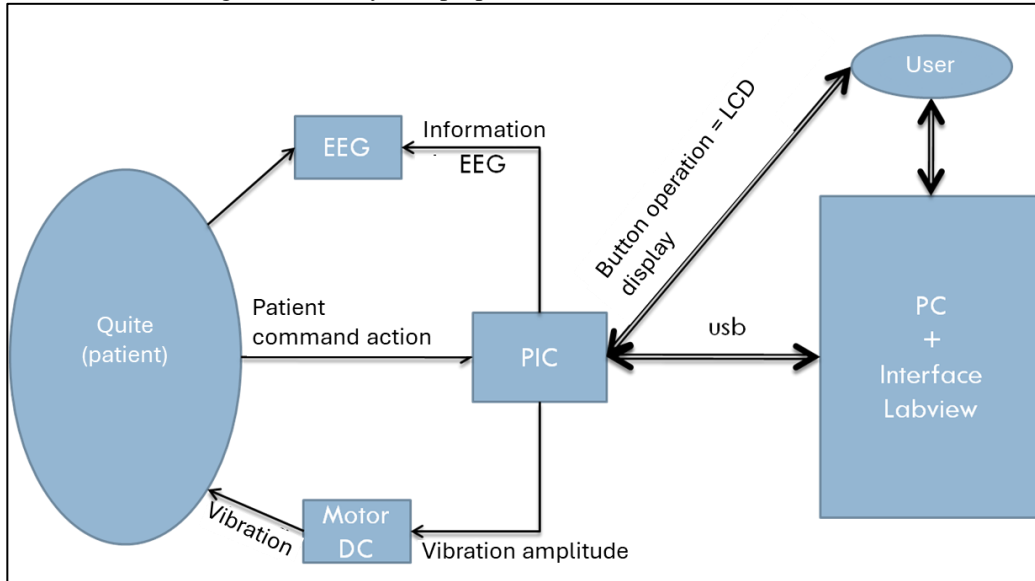 User
EEG
Information
EEG
Button operation = LCD
display
Quite
(patient)
Patient
command action
PIC
usb
PC
+
Interface
Labview
Vibration
Motor
DC
Vibration amplitude